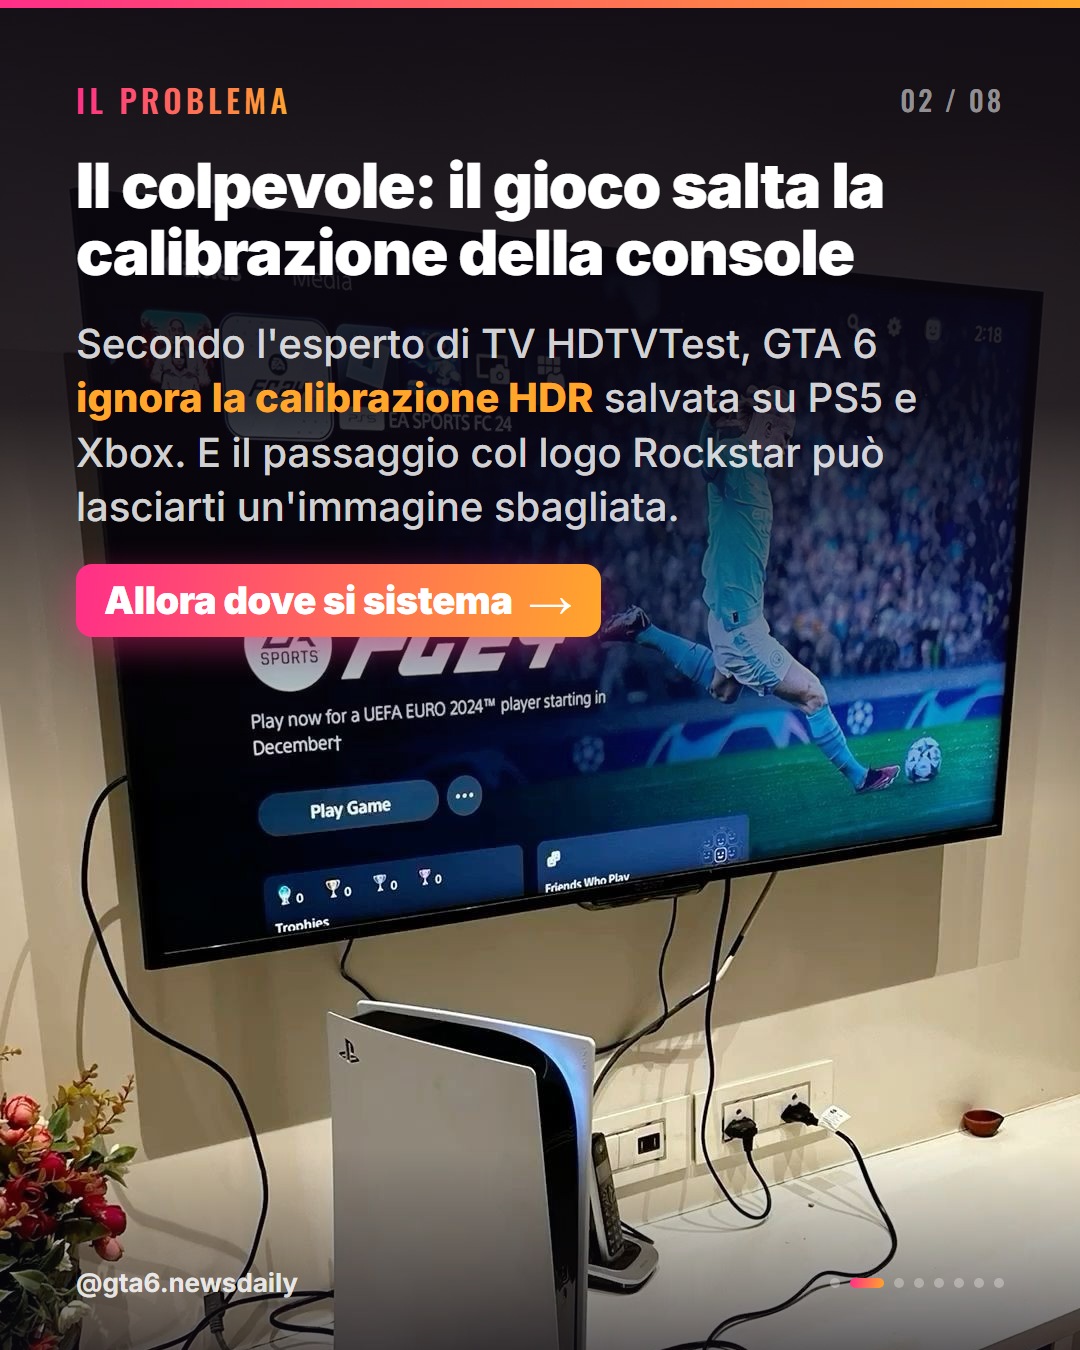 IL PROBLEMA
02 / 08
Il colpevole: il gioco salta la
calibrazione della console
Media
2:18
Secondo l'esperto di TV HDTVTest, GTA 6
ignora la calibrazione HDR salvata su PS5 e
EA SPORTS FC 24
Xbox. E il passaggio col logo Rockstar può
lasciarti un'immagine sbagliata.
Allora dove si sistema →
SPORTS
Play now for a UEFA EURO 2024™ player starting in
December†
Play Game
0 0 0 0
Trophies
Friends Who Play
@gta6.newsdaily